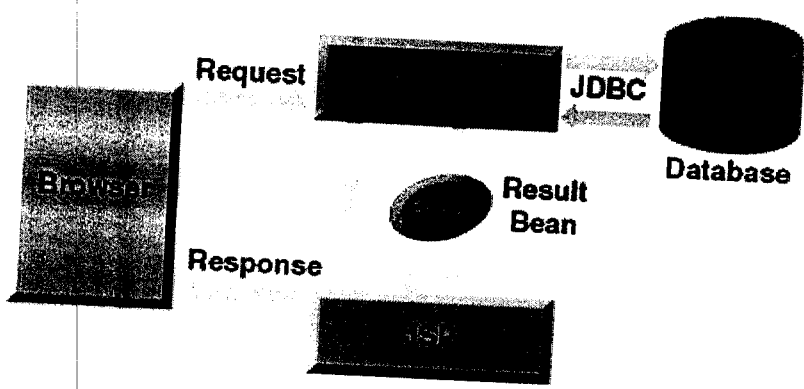 Request
JDBC
Database
Browser
Result
Bean
Response
JSP